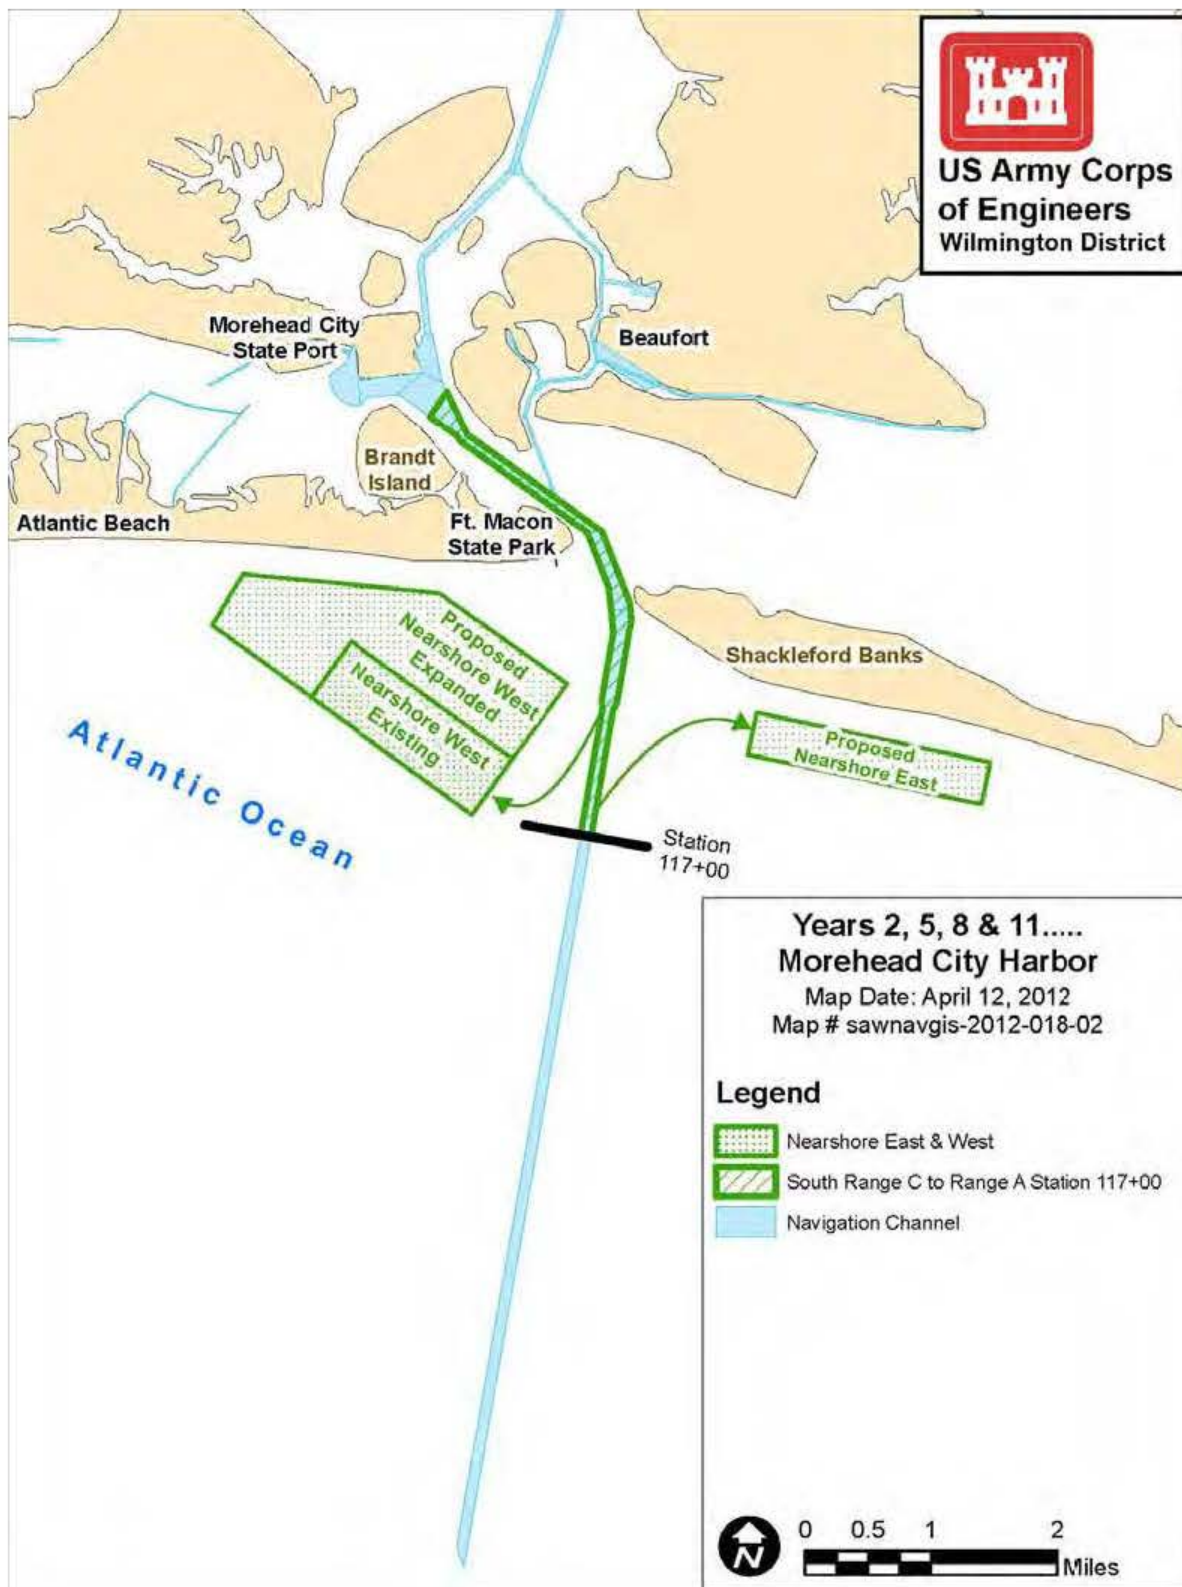 US Army Corps
of Engineers
Wilmington District
Morehead City
State Port
Beaufort
Brandt
Island
Atlantic Beach
Ft. Macon
State Park
Proposed
Nearshore West
Expanded
Nearshore West
Existing
Shackleford Banks
Proposed
Nearshore East
Atlantic Ocean
Station
117+00
Years 2, 5, 8 & 11.....
Morehead City Harbor
Map Date: April 12, 2012
Map # sawnavgis-2012-018-02
Legend
Nearshore East & West
South Range C to Range A Station 117+00
Navigation Channel
N
0 0.5 1 2
Miles